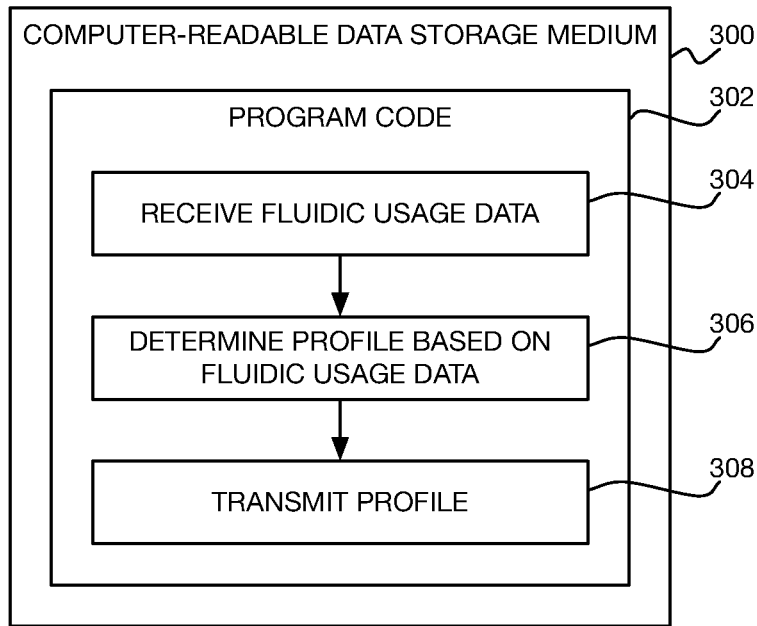 COMPUTER-READABLE DATA STORAGE MEDIUM
300
PROGRAM CODE
302
RECEIVE FLUIDIC USAGE DATA
304
DETERMINE PROFILE BASED ON
FLUIDIC USAGE DATA
306
TRANSMIT PROFILE
308